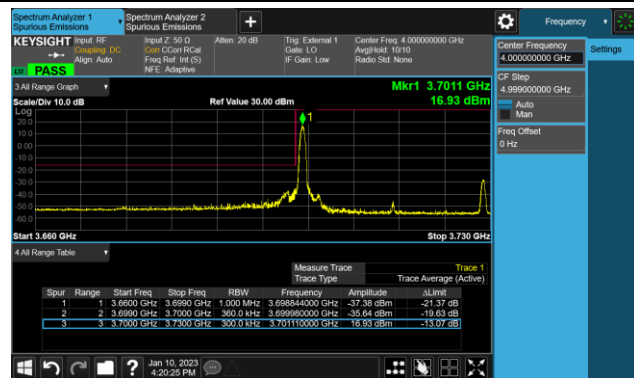 Spectrum Analyzer 1
Spurious Emissions
Spectrum Analyzer 2
Spurious Emissions
+
Frequency
KEYSIGHT
Input: RF
Coupling: DC
Align: Auto
Input Z: 50 Ω
Corr CCorr RCal
Freq Ref: Int (S)
NFE: Adaptive
Atten: 20 dB
Trig: External 1
Gate: LO
IF Gain: Low
Center Freq: 4.000000000 GHz
Avg|Hold: 10/10
Radio Std: None
PASS
Center Frequency
4.000000000 GHz
Settings
CF Step
4.999000000 GHz
Auto
Man
Freq Offset
0 Hz
3 All Range Graph
Mkr1 3.7011 GHz
16.93 dBm
Scale/Div 10.0 dB
Ref Value 30.00 dBm
Log
20.0
10.0
0.00
-10.0
-20.0
-30.0
-40.0
-50.0
-60.0
1
Start 3.660 GHz
Stop 3.730 GHz
4 All Range Table
Measure Trace Trace 1
Trace Type Trace Average (Active)
Spur Range Start Freq Stop Freq RBW Frequency Amplitude ΔLimit
1 1 3.6600 GHz 3.6990 GHz 1.000 MHz 3.698844000 GHz -37.38 dBm -21.37 dB
2 2 3.6990 GHz 3.7000 GHz 360.0 kHz 3.699980000 GHz -35.64 dBm -19.63 dB
3 3 3.7000 GHz 3.7300 GHz 300.0 kHz 3.701110000 GHz 16.93 dBm -13.07 dB
?
Jan 10, 2023
4:20:25 PM